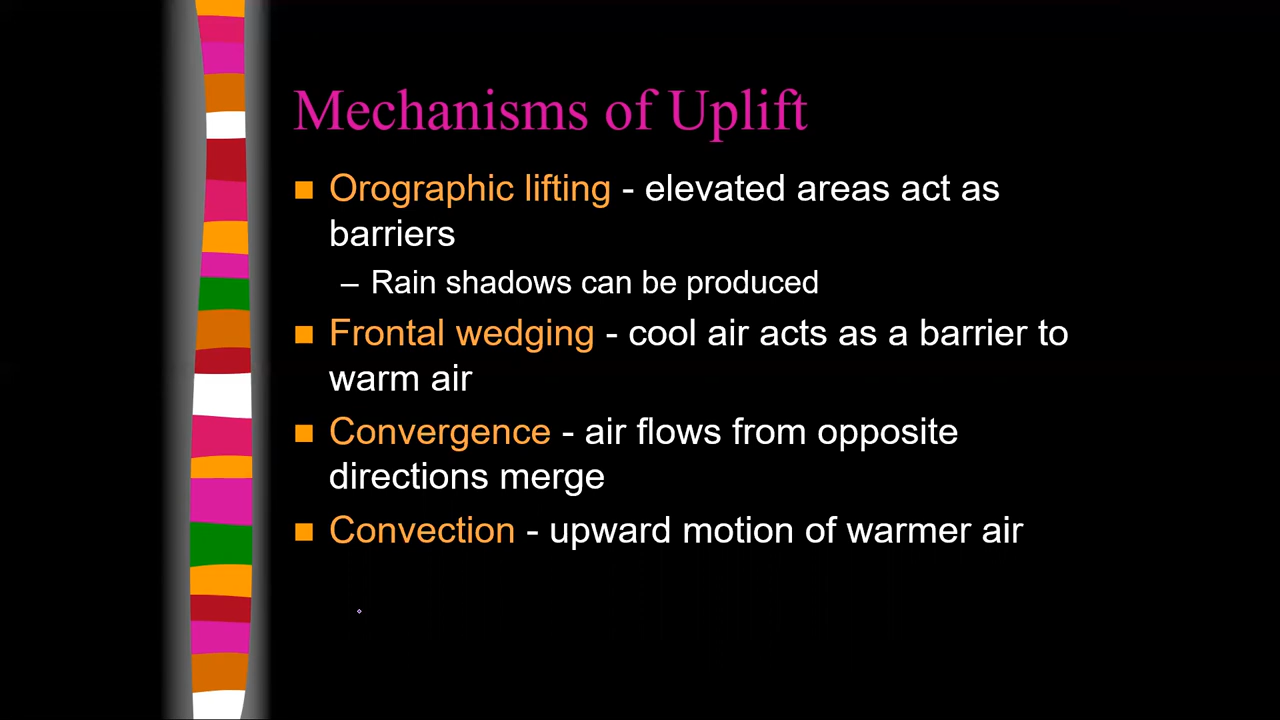 Mechanisms of Uplift
■ Orographic lifting - elevated areas act as
barriers
– Rain shadows can be produced
■ Frontal wedging - cool air acts as a barrier to
warm air
■ Convergence - air flows from opposite
directions merge
■ Convection - upward motion of warmer air